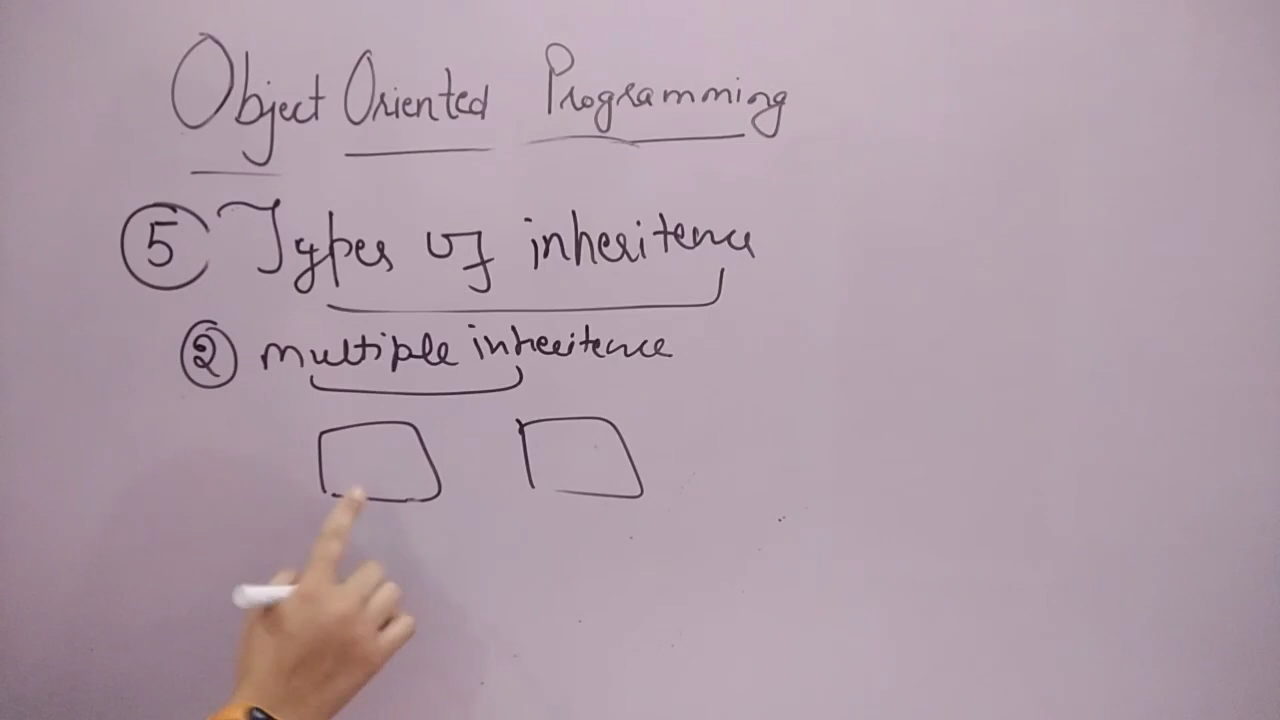 Object Oriented Programming
5 Types of inheritence
2 multiple inheritence